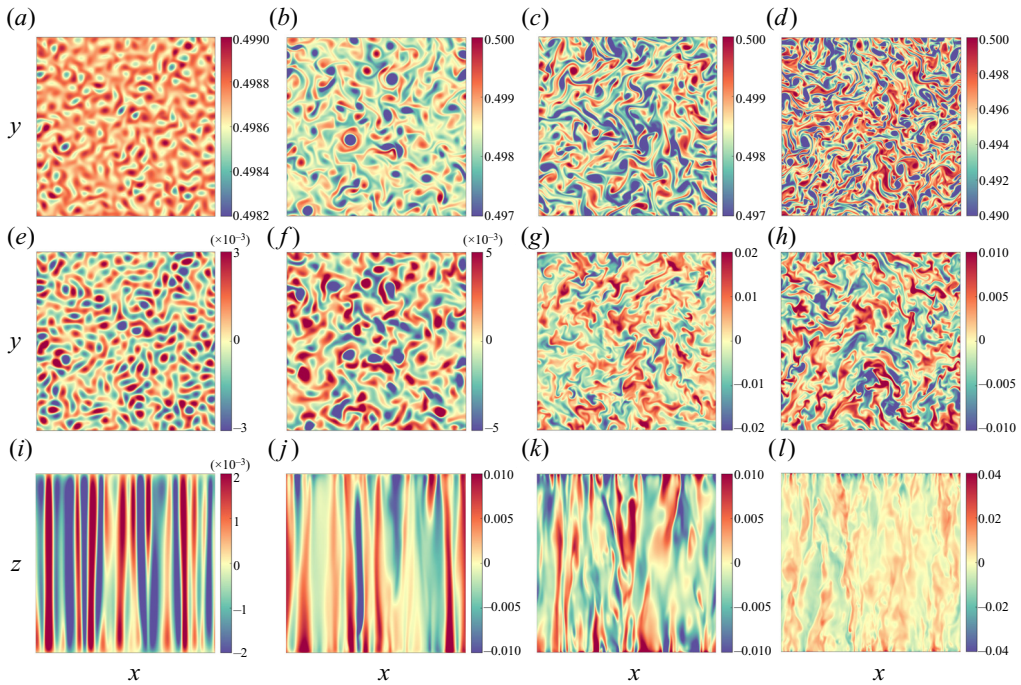 (a) (b) (c) (d)
0.4990 0.500 0.500 0.500
0.4988 0.499 0.499 0.498
0.4986 0.496
y
0.4984 0.498 0.498 0.494
0.492
0.4982 0.497 0.497 0.490
(×10⁻³) (×10⁻³)
(e) (f) (g) (h)
3 5 0.02 0.010
0.01 0.005
y 0 0 0 0
–0.01 –0.005
–3 –5 –0.02 –0.010
(×10⁻³)
(i) (j) (k) (l)
2 0.010 0.010 0.04
1 0.005 0.005 0.02
z 0 0 0 0
–1 –0.005 –0.005 –0.02
–2 –0.010 –0.010 –0.04
x x x x